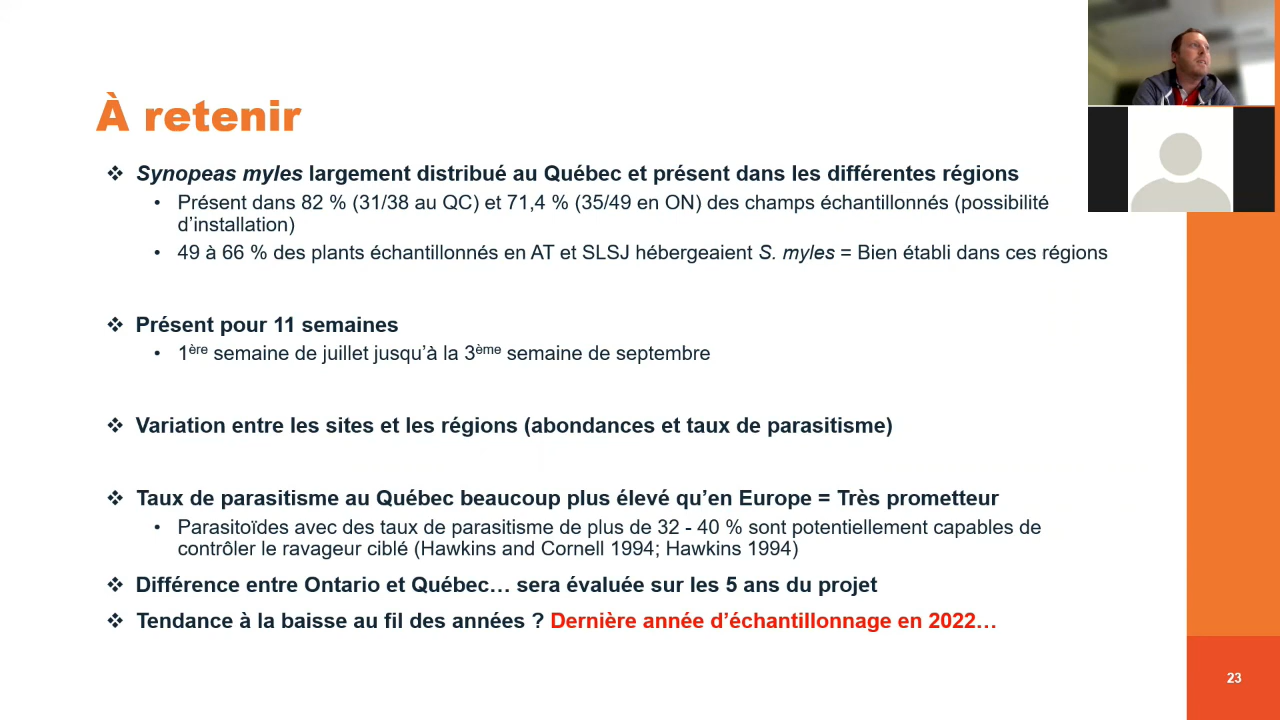 À retenir
❖ Synopeas myles largement distribué au Québec et présent dans les différentes régions
• Présent dans 82 % (31/38 au QC) et 71,4 % (35/49 en ON) des champs échantillonnés (possibilité
d’installation)
• 49 à 66 % des plants échantillonnés en AT et SLSJ hébergeaient S. myles = Bien établi dans ces régions
❖ Présent pour 11 semaines
• 1ère semaine de juillet jusqu’à la 3ème semaine de septembre
❖ Variation entre les sites et les régions (abondances et taux de parasitisme)
❖ Taux de parasitisme au Québec beaucoup plus élevé qu’en Europe = Très prometteur
• Parasitoïdes avec des taux de parasitisme de plus de 32 - 40 % sont potentiellement capables de
contrôler le ravageur ciblé (Hawkins and Cornell 1994; Hawkins 1994)
❖ Différence entre Ontario et Québec… sera évaluée sur les 5 ans du projet
❖ Tendance à la baisse au fil des années ? Dernière année d’échantillonnage en 2022…
23